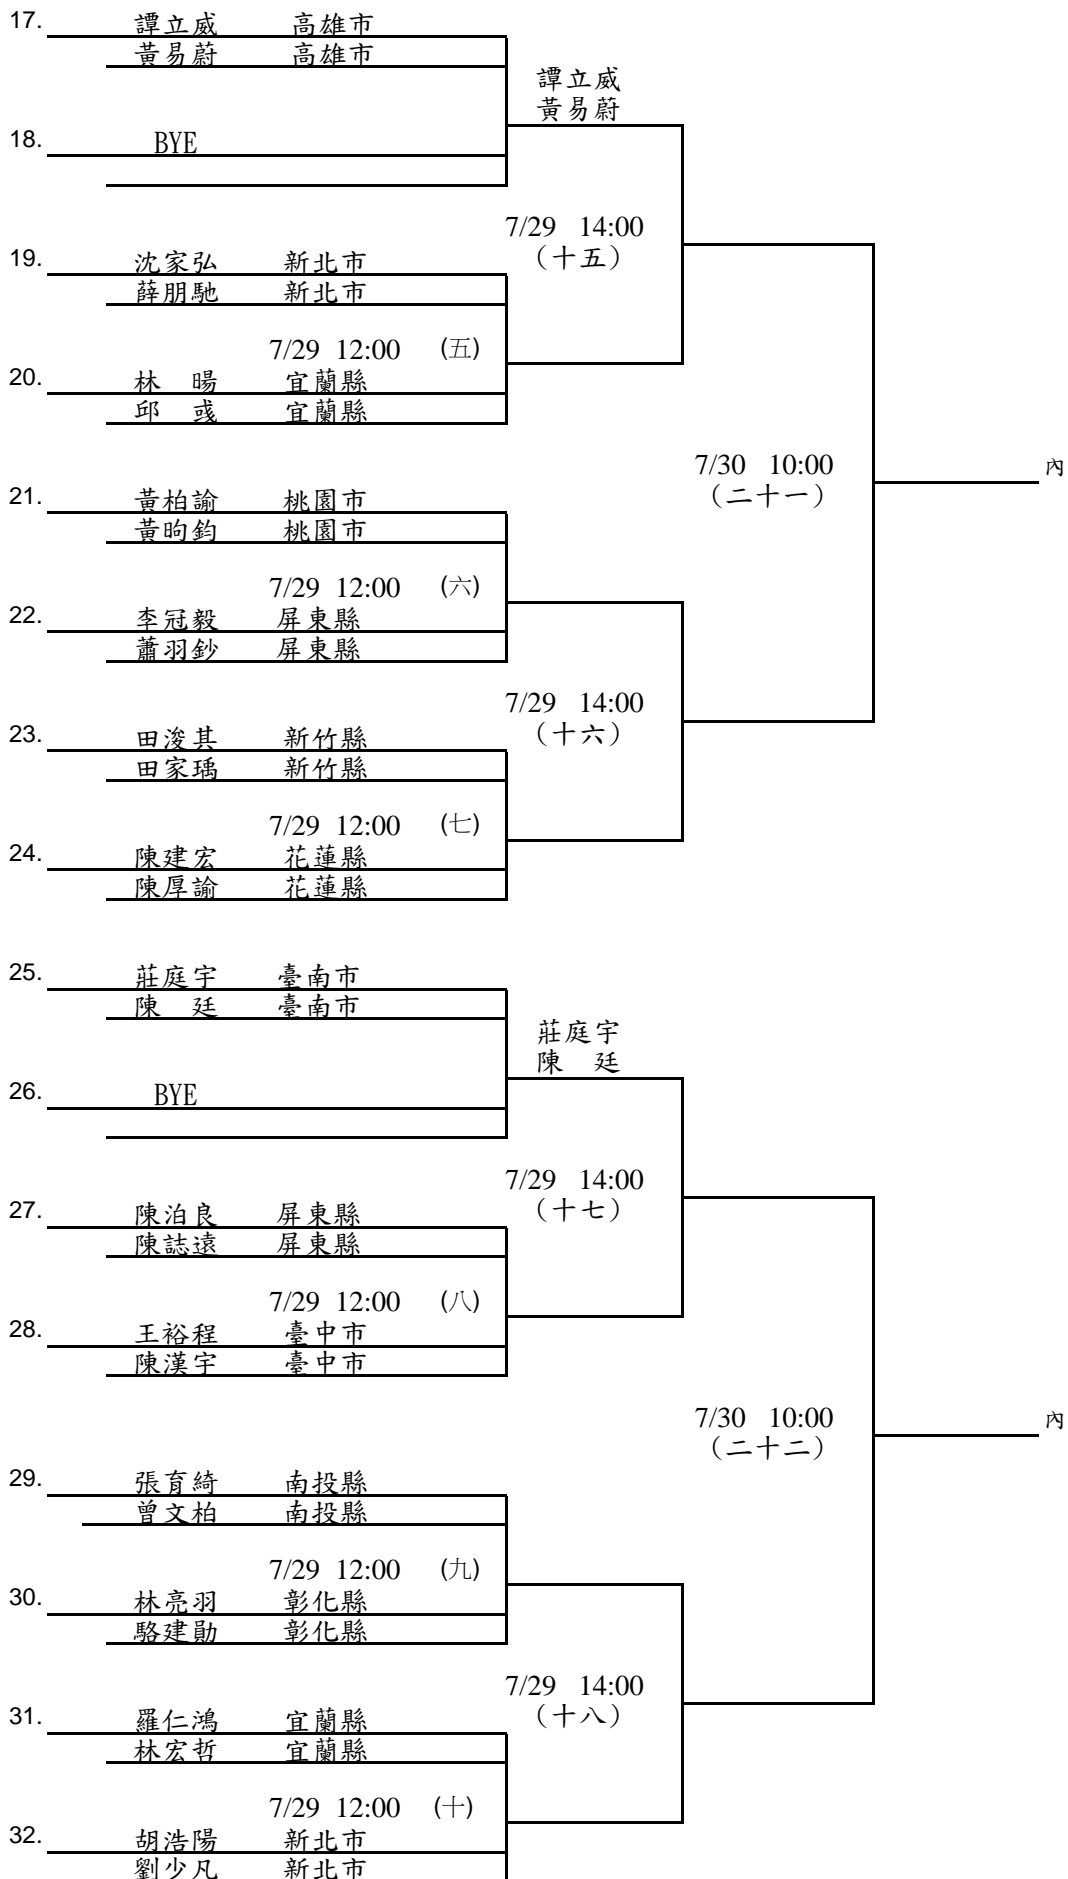 17. 譚立威 高雄市
黃易蔚 高雄市
譚立威
黃易蔚
18. BYE
7/29 14:00
（十五）
19. 沈家弘 新北市
薛朋馳 新北市
7/29 12:00 (五)
20. 林 暘 宜蘭縣
邱 彧 宜蘭縣
7/30 10:00
（二十一）
內
21. 黃柏諭 桃園市
黃昫鈞 桃園市
7/29 12:00 (六)
22. 李冠毅 屏東縣
蕭羽鈔 屏東縣
7/29 14:00
（十六）
23. 田浚其 新竹縣
田家瑀 新竹縣
7/29 12:00 (七)
24. 陳建宏 花蓮縣
陳厚諭 花蓮縣
25. 莊庭宇 臺南市
陳 廷 臺南市
莊庭宇
陳 廷
26. BYE
7/29 14:00
（十七）
27. 陳泊良 屏東縣
陳誌遠 屏東縣
7/29 12:00 (八)
28. 王裕程 臺中市
陳漢宇 臺中市
7/30 10:00
（二十二）
內
29. 張育綺 南投縣
曾文柏 南投縣
7/29 12:00 (九)
30. 林亮羽 彰化縣
駱建勛 彰化縣
7/29 14:00
（十八）
31. 羅仁鴻 宜蘭縣
林宏哲 宜蘭縣
7/29 12:00 (十)
32. 胡浩陽 新北市
劉少凡 新北市